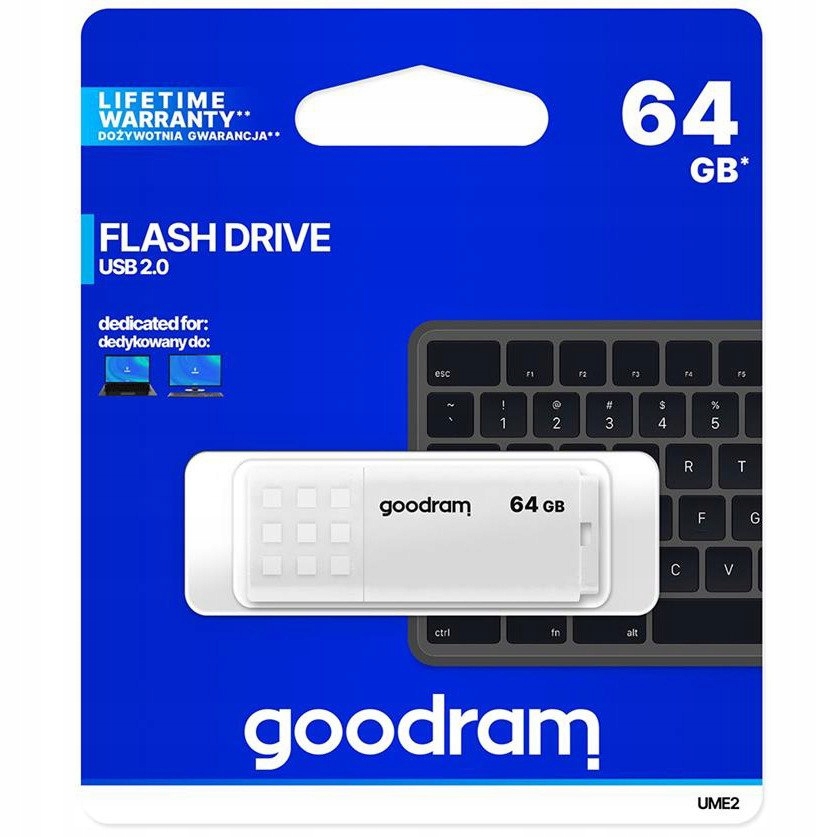 LIFETIME
WARRANTY**
DOŻYWOTNIA GWARANCJA**
64
GB*
FLASH DRIVE
USB 2.0
dedicated for:
dedykowany do:
esc F1 F2 F3 F4 F5
~ ! @ # $ %
` 1 2 3 4 5
R T
F G
C V
goodram 64 GB
ctrl fn alt
goodram
UME2